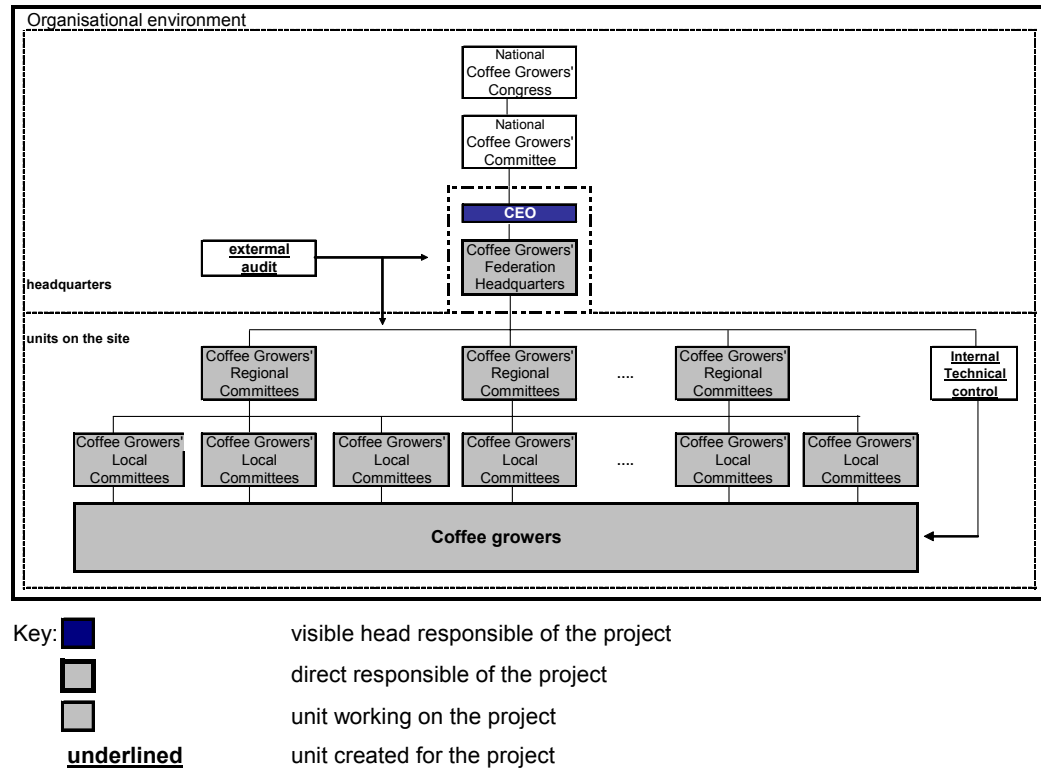 Organisational environment
National
Coffee Growers'
Congress
National
Coffee Growers'
Committee
CEO
extermal
audit
Coffee Growers'
Federation
Headquarters
headquarters
units on the site
Coffee Growers'
Regional
Committees
Coffee Growers'
Regional
Committees
....
Coffee Growers'
Regional
Committees
Internal
Technical
control
Coffee Growers'
Local
Committees
Coffee Growers'
Local
Committees
Coffee Growers'
Local
Committees
Coffee Growers'
Local
Committees
....
Coffee Growers'
Local
Committees
Coffee Growers'
Local
Committees
Coffee growers
Key:
visible head responsible of the project
direct responsible of the project
unit working on the project
underlined unit created for the project